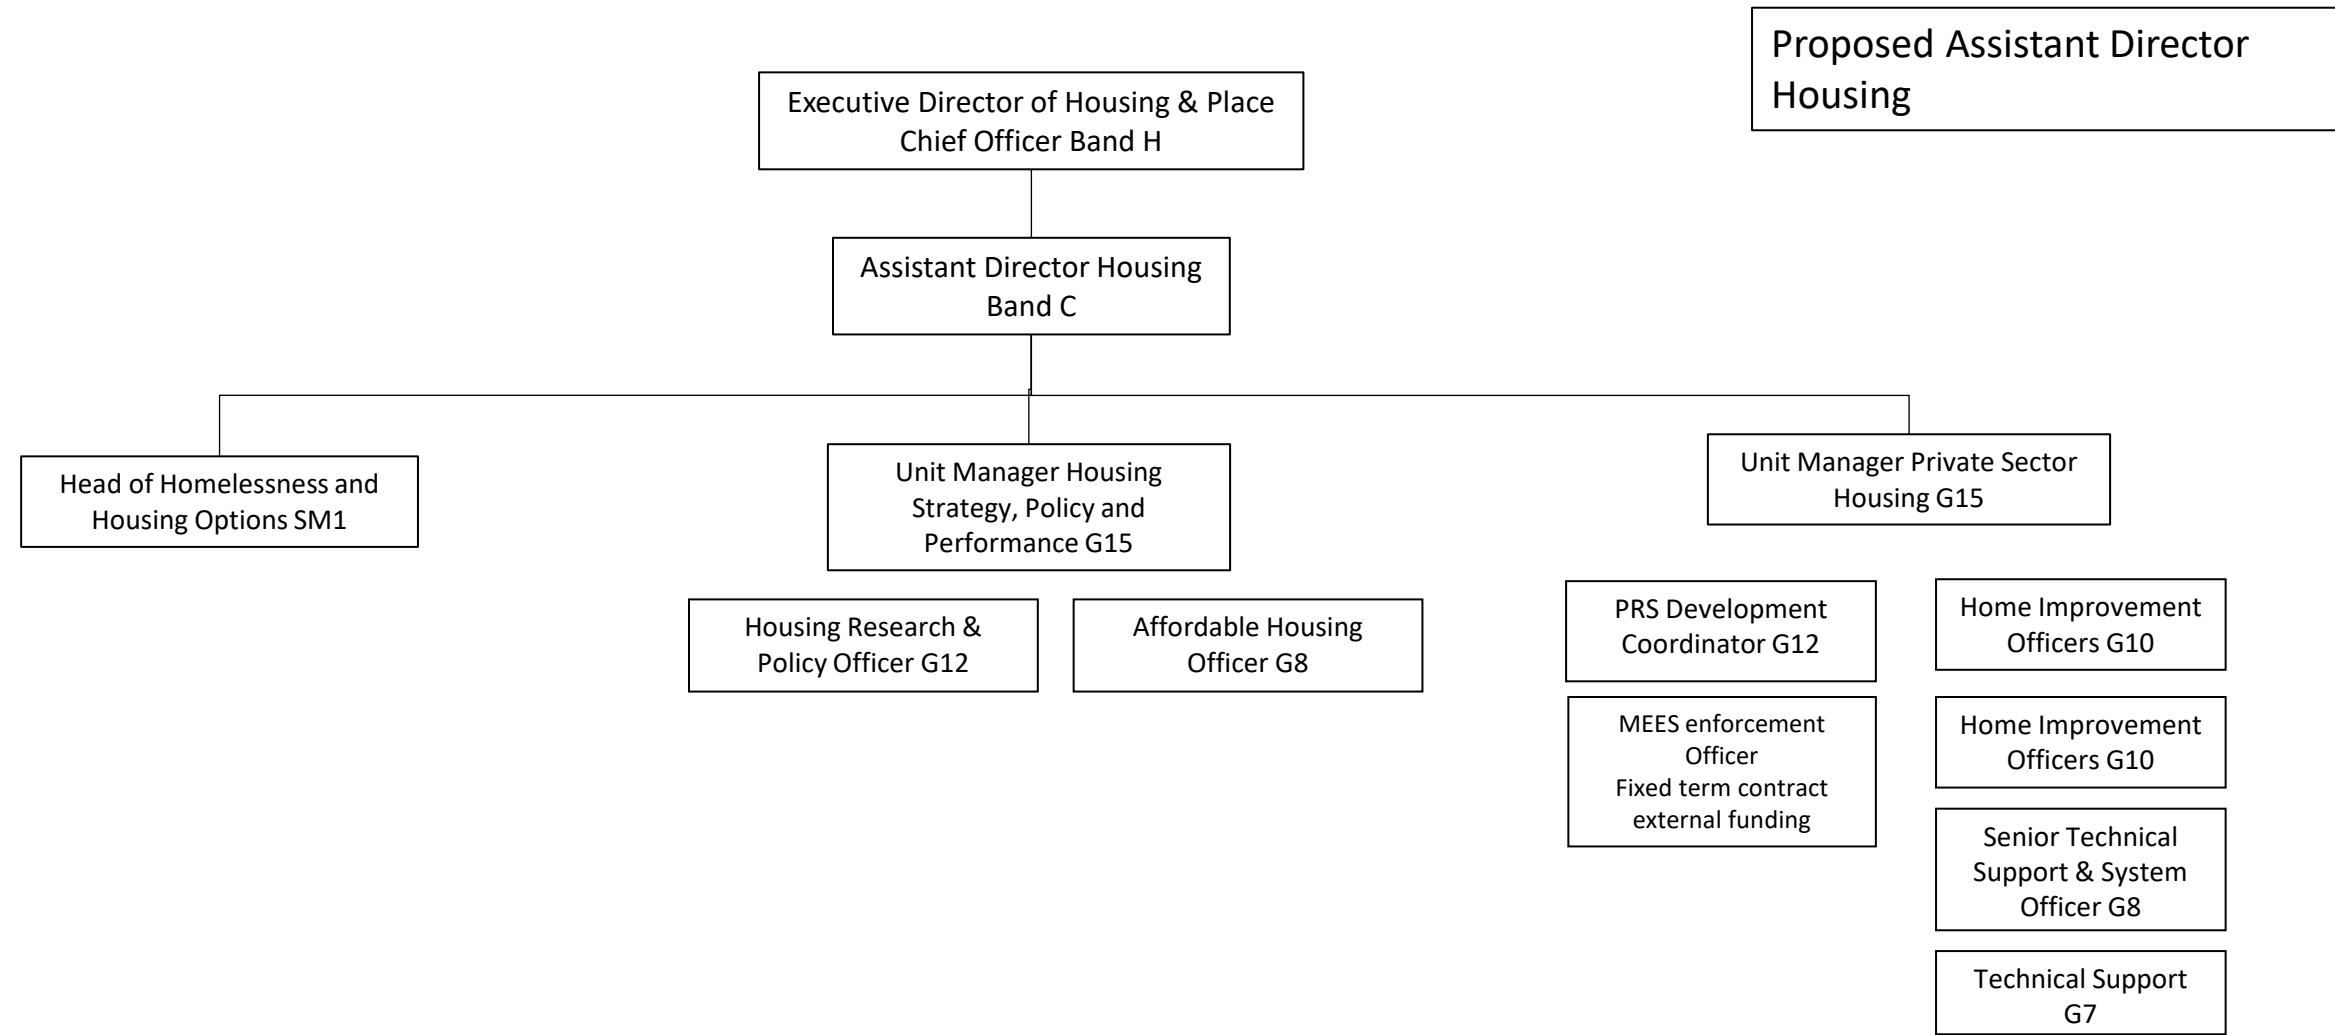 Proposed Assistant Director
Housing
Executive Director of Housing & Place
Chief Officer Band H
Assistant Director Housing
Band C
Head of Homelessness and
Housing Options SM1
Unit Manager Housing
Strategy, Policy and
Performance G15
Unit Manager Private Sector
Housing G15
Housing Research &
Policy Officer G12
Affordable Housing
Officer G8
PRS Development
Coordinator G12
Home Improvement
Officers G10
MEES enforcement
Officer
Fixed term contract
external funding
Home Improvement
Officers G10
Senior Technical
Support & System
Officer G8
Technical Support
G7